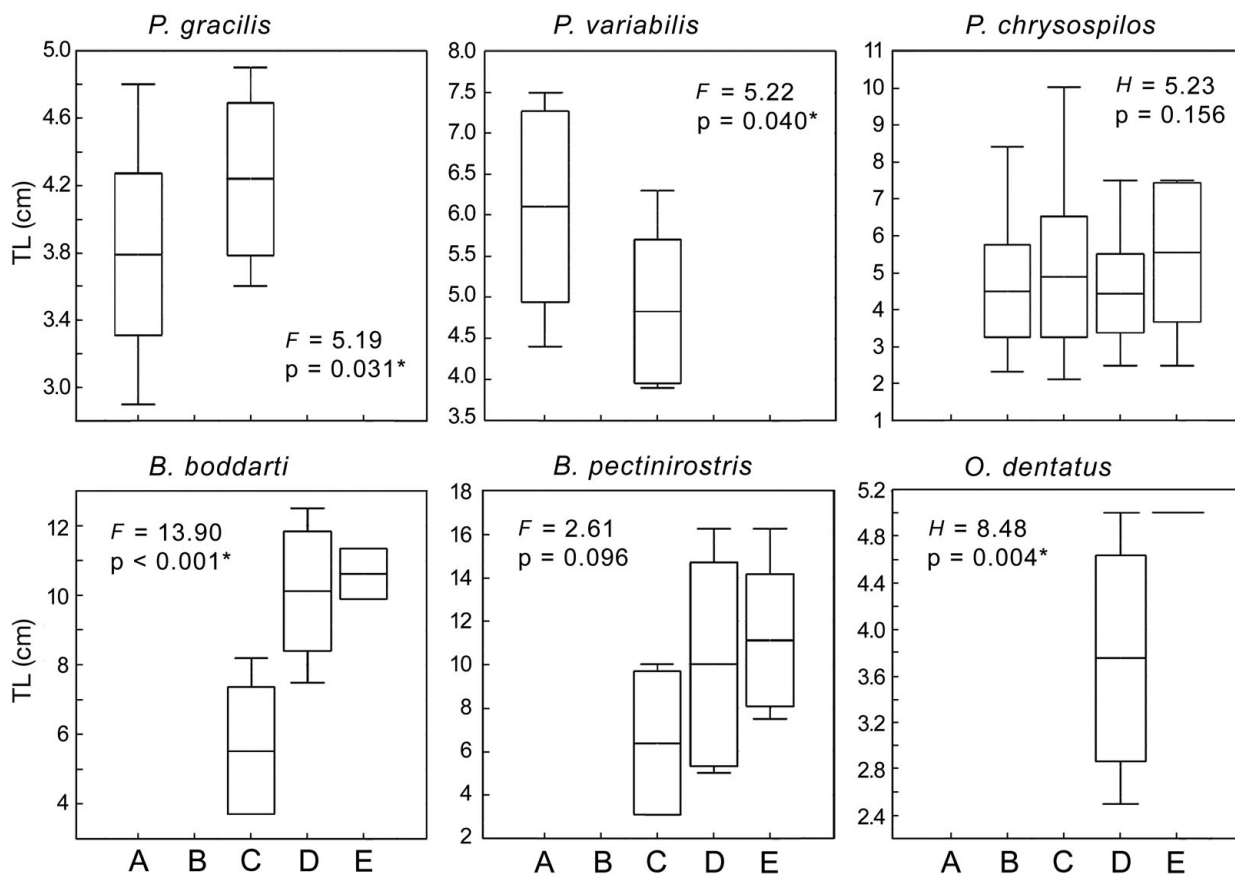 P. gracilis
P. variabilis
P. chrysospilos
TL (cm)
5.0
4.6
4.2
3.8
3.4
3.0
F = 5.19
p = 0.031*
8.0
7.5
7.0
6.5
6.0
5.5
5.0
4.5
4.0
3.5
F = 5.22
p = 0.040*
11
10
9
8
7
6
5
4
3
2
1
H = 5.23
p = 0.156
B. boddarti
B. pectinirostris
O. dentatus
TL (cm)
12
10
8
6
4
F = 13.90
p < 0.001*
A B C D E
18
16
14
12
10
8
6
4
2
F = 2.61
p = 0.096
A B C D E
5.2
4.8
4.4
4.0
3.6
3.2
2.8
2.4
H = 8.48
p = 0.004*
A B C D E